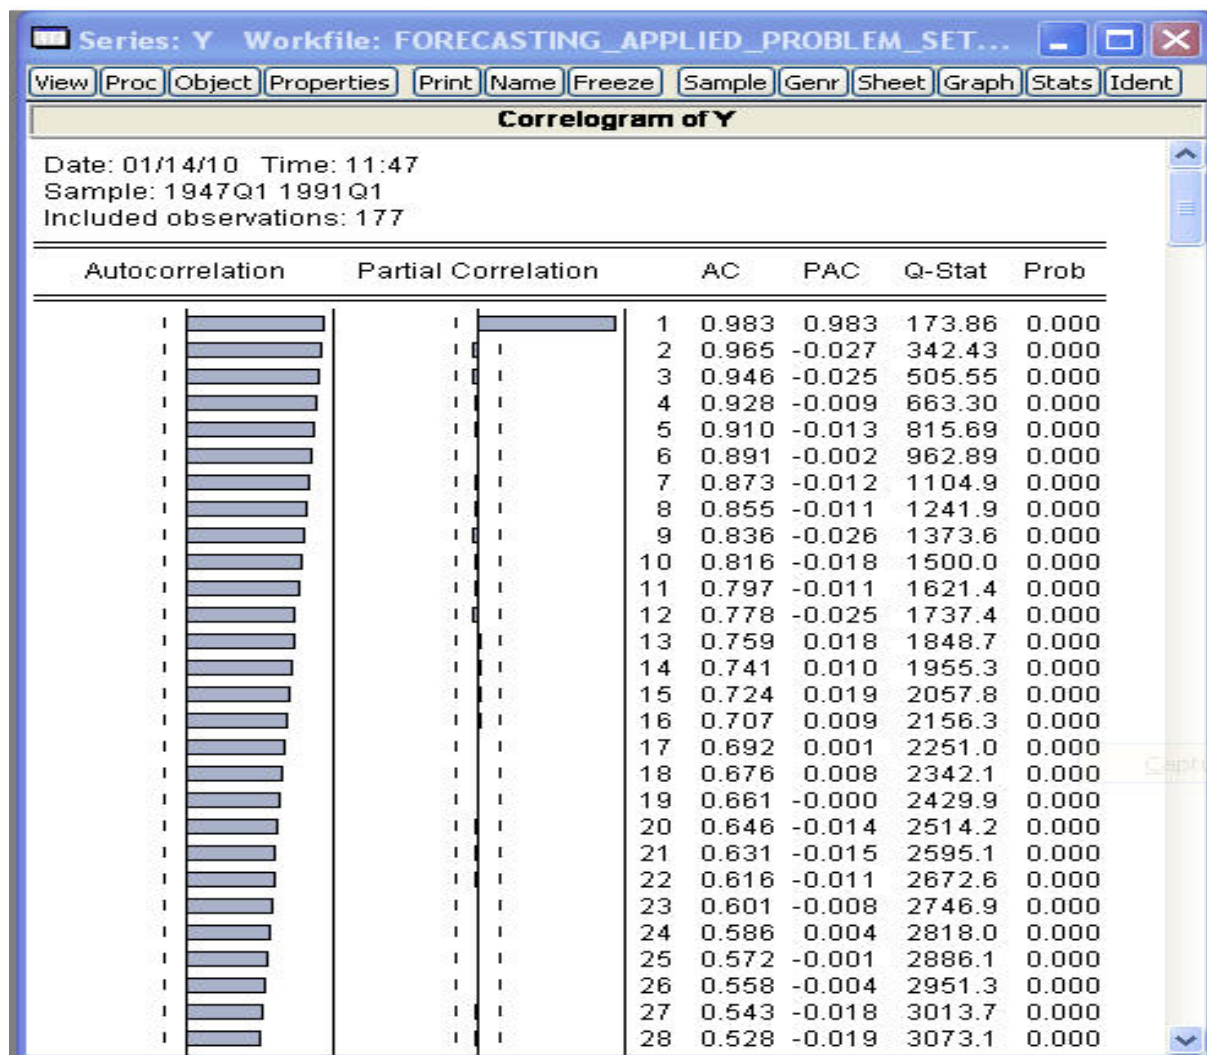 Series: Y Workfile: FORECASTING_APPLIED_PROBLEM_SET...
View Proc Object Properties Print Name Freeze Sample Genr Sheet Graph Stats Ident
Correlogram of Y
Date: 01/14/10 Time: 11:47
Sample: 1947Q1 1991Q1
Included observations: 177
Autocorrelation Partial Correlation AC PAC Q-Stat Prob
1 0.983 0.983 173.86 0.000
2 0.965 -0.027 342.43 0.000
3 0.946 -0.025 505.55 0.000
4 0.928 -0.009 663.30 0.000
5 0.910 -0.013 815.69 0.000
6 0.891 -0.002 962.89 0.000
7 0.873 -0.012 1104.9 0.000
8 0.855 -0.011 1241.9 0.000
9 0.836 -0.026 1373.6 0.000
10 0.816 -0.018 1500.0 0.000
11 0.797 -0.011 1621.4 0.000
12 0.778 -0.025 1737.4 0.000
13 0.759 0.018 1848.7 0.000
14 0.741 0.010 1955.3 0.000
15 0.724 0.019 2057.8 0.000
16 0.707 0.009 2156.3 0.000
17 0.692 0.001 2251.0 0.000
18 0.676 0.008 2342.1 0.000
19 0.661 -0.000 2429.9 0.000
20 0.646 -0.014 2514.2 0.000
21 0.631 -0.015 2595.1 0.000
22 0.616 -0.011 2672.6 0.000
23 0.601 -0.008 2746.9 0.000
24 0.586 0.004 2818.0 0.000
25 0.572 -0.001 2886.1 0.000
26 0.558 -0.004 2951.3 0.000
27 0.543 -0.018 3013.7 0.000
28 0.528 -0.019 3073.1 0.000